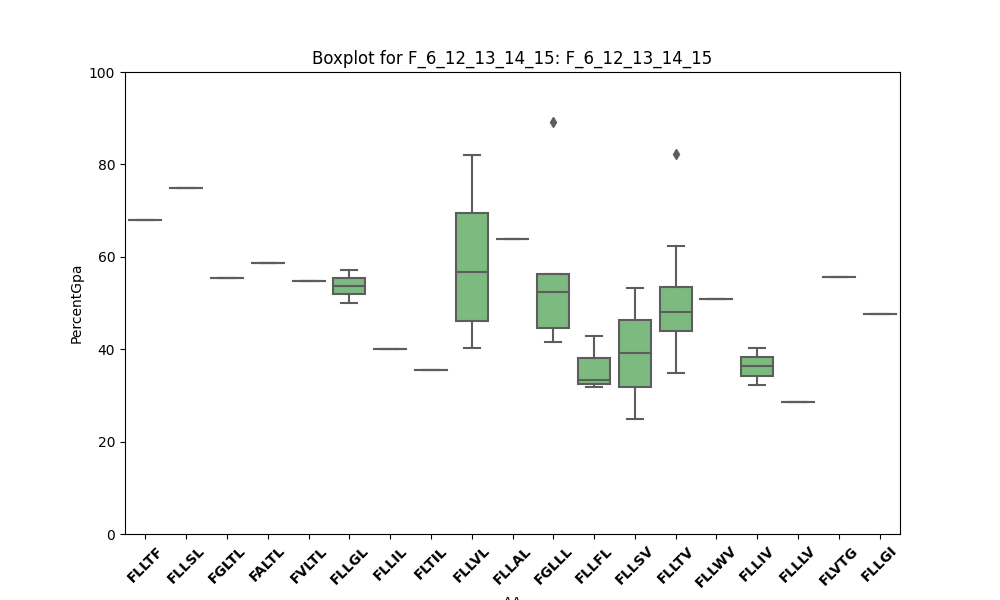 Boxplot for F_6_12_13_14_15: F_6_12_13_14_15
PercentGpa
100
80
60
40
20
0
FLLTF
FLLSL
FGLTL
FALTL
FVLTL
FLLGL
FLLIL
FLTIL
FLLVL
FLLAL
FGLLL
FLLFL
FLLSV
FLLTV
FLLWV
FLLIV
FLLLV
FLVTG
FLLGI